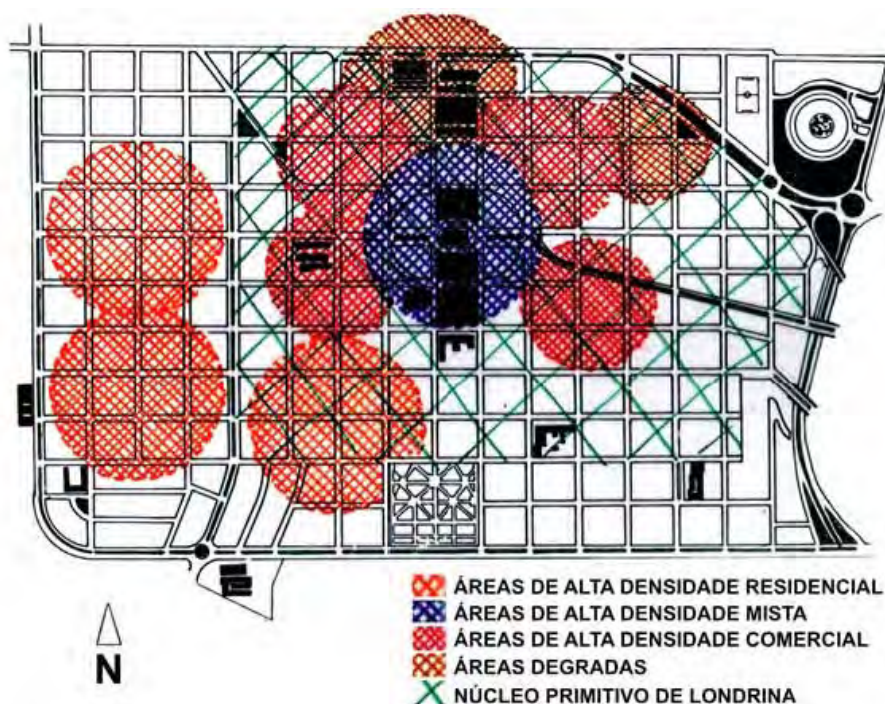 ÁREAS DE ALTA DENSIDADE RESIDENCIAL
ÁREAS DE ALTA DENSIDADE MISTA
ÁREAS DE ALTA DENSIDADE COMERCIAL
ÁREAS DEGRADAS
NÚCLEO PRIMITIVO DE LONDRINA
N